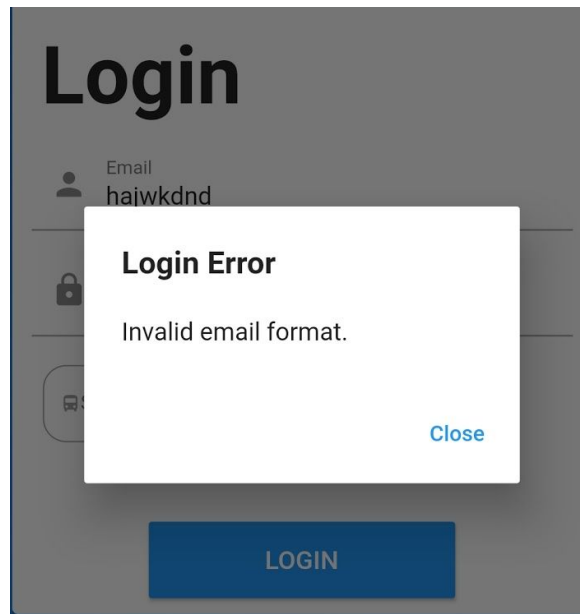 Login
Email
hajwkdnd
Login Error
Invalid email format.
Close
LOGIN